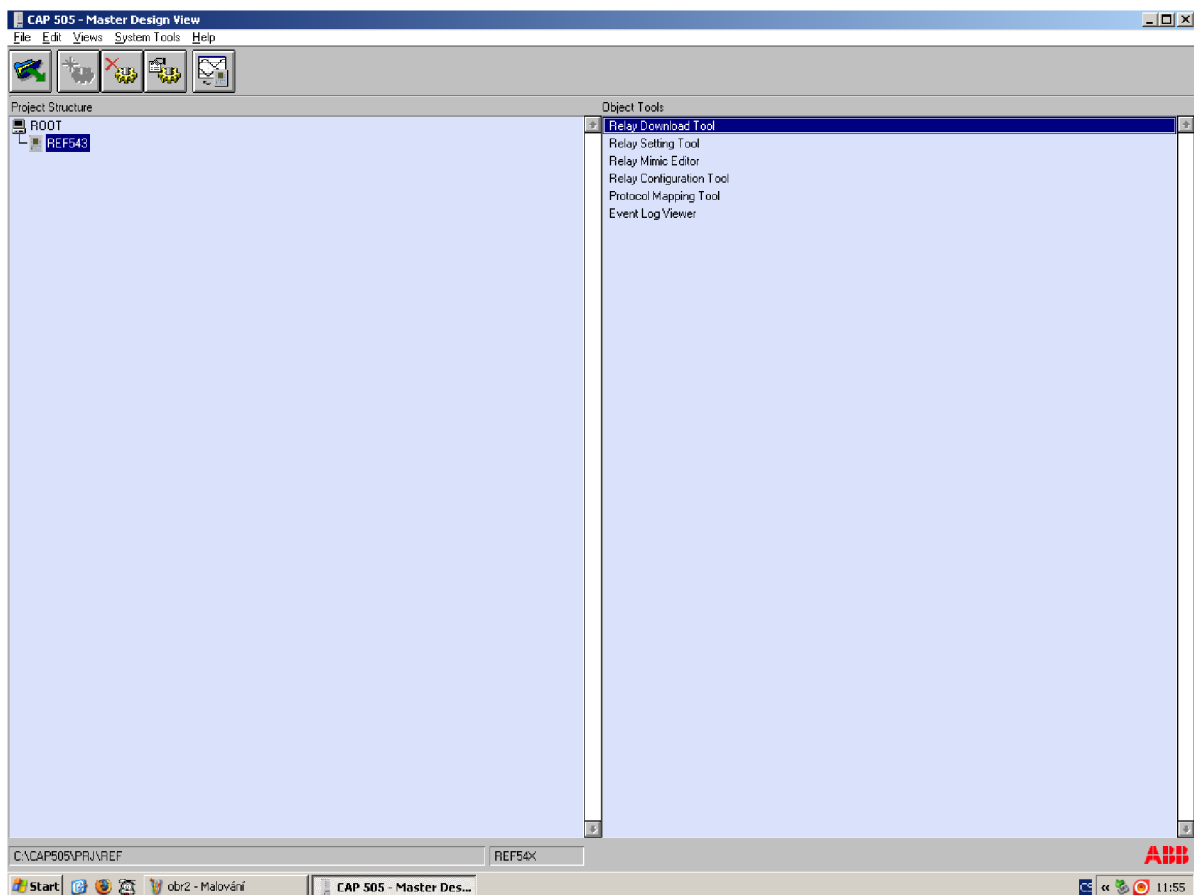 CAP 505 - Master Design View
File Edit Views System Tools Help
Project Structure
Object Tools
ROOT
REF543
Relay Download Tool
Relay Setting Tool
Relay Mimic Editor
Relay Configuration Tool
Protocol Mapping Tool
Event Log Viewer
C:\CAP505\PRJ\REF
REF54X
ABB
Start
obr2 - Malování
CAP 505 - Master Des...
«
11:55